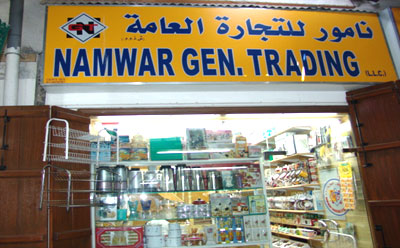 نامور للتجارة العامة
ش.ذ.م.م.
NAMWAR GEN. TRADING
(L.L.C.)